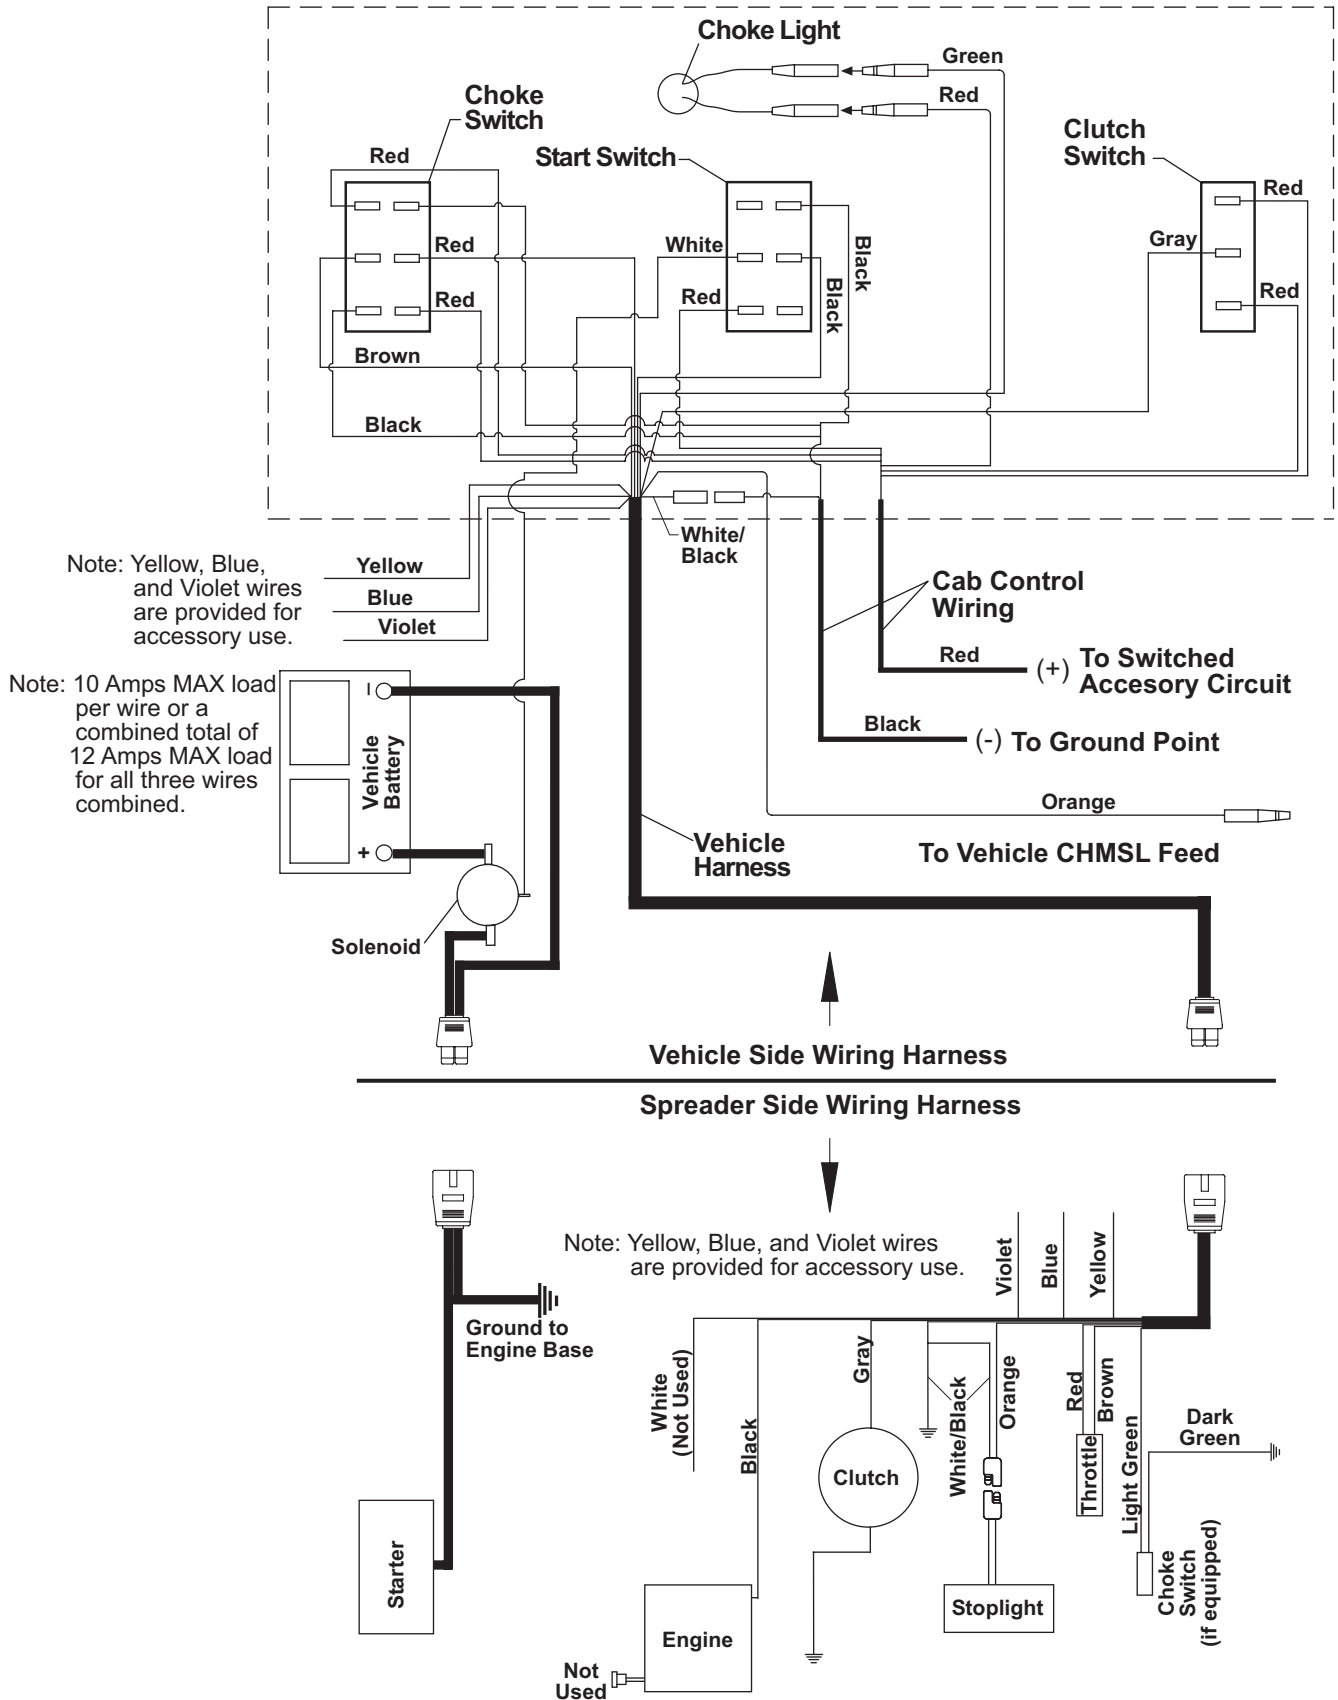 Choke Light
Green
Red
Choke
Switch
Red
Start Switch
Clutch
Switch
Red
Red
White
Black
Gray
Red
Red
Black
Red
Brown
Black
White/
Black
Note: Yellow, Blue,
and Violet wires
are provided for
accessory use.
Yellow
Blue
Violet
Cab Control
Wiring
Red
(+) To Switched
Accesory Circuit
Black
(-) To Ground Point
Note: 10 Amps MAX load
per wire or a
combined total of
12 Amps MAX load
for all three wires
combined.
–
Vehicle
Battery
+
Solenoid
Orange
Vehicle
Harness
To Vehicle CHMSL Feed
Vehicle Side Wiring Harness
Spreader Side Wiring Harness
Note: Yellow, Blue, and Violet wires
are provided for accessory use.
Violet
Blue
Yellow
Ground to
Engine Base
White
(Not Used)
Black
Gray
White/Black
Orange
Red
Brown
Light Green
Dark
Green
Clutch
Throttle
Starter
Engine
Stoplight
Choke
Switch
(if equipped)
Not
Used